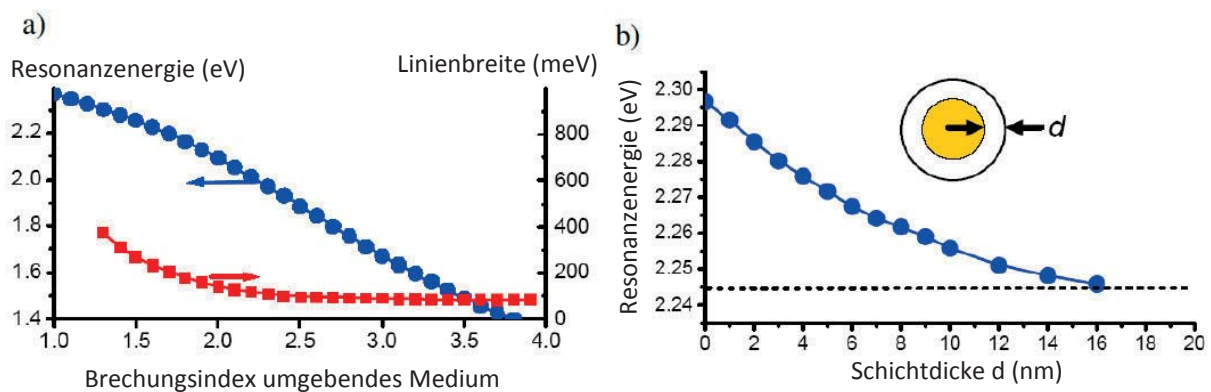 a)
Resonanzenergie (eV)
Linienbreite (meV)
2.2
2.0
1.8
1.6
1.4
800
600
400
200
0
1.0 1.5 2.0 2.5 3.0 3.5 4.0
Brechungsindex umgebendes Medium
b)
Resonanzenergie (eV)
2.30
2.29
2.28
2.27
2.26
2.25
2.24
d
0 2 4 6 8 10 12 14 16 18 20
Schichtdicke d (nm)